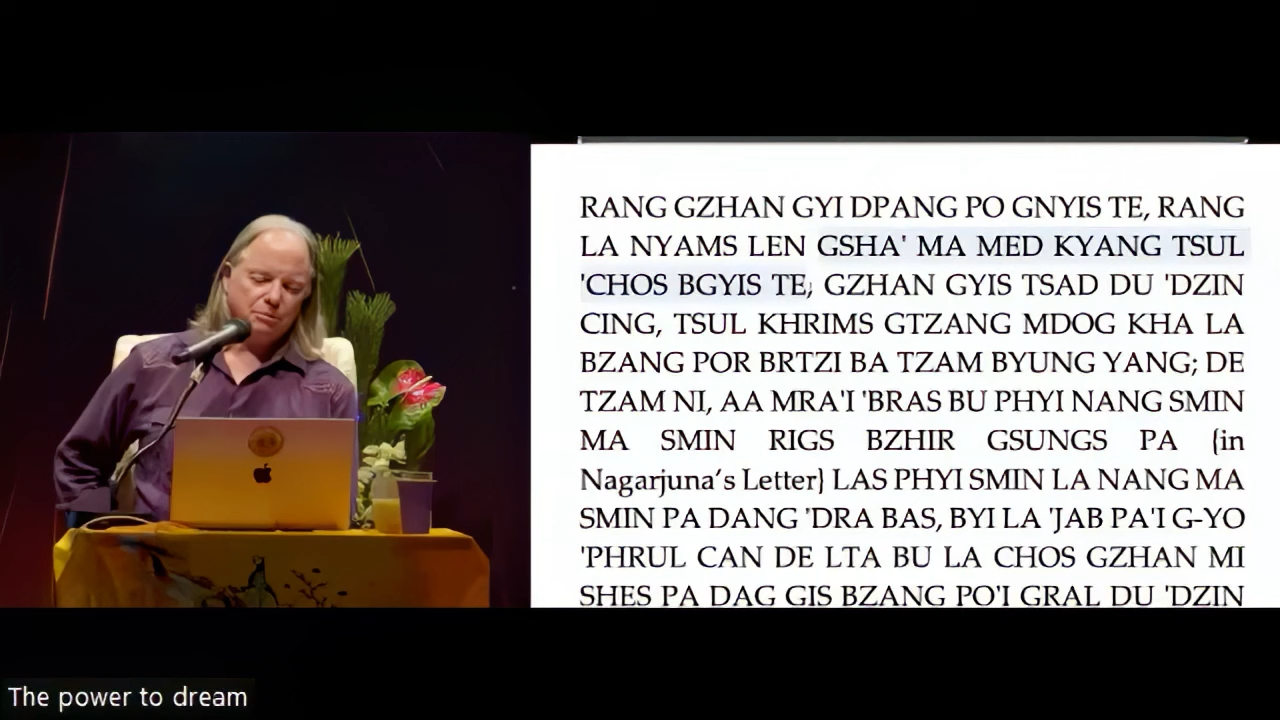 RANG GZHAN GYI DPANG PO GNYIS TE, RANG
LA NYAMS LEN GSHA' MA MED KYANG TSUL
'CHOS BGYIS TE; GZHAN GYIS TSAD DU 'DZIN
CING, TSUL KHRIMS GTZANG MDOG KHA LA
BZANG POR BRTZI BA TZAM BYUNG YANG; DE
TZAM NI, AA MRA'I 'BRAS BU PHYI NANG SMIN
MA SMIN RIGS BZHIR GSUNGS PA (in
Nagarjuna's Letter) LAS PHYI SMIN LA NANG MA
SMIN PA DANG 'DRA BAS, BYI LA 'JAB PA'I G-YO
'PHRUL CAN DE LTA BU LA CHOS GZHAN MI
SHES PA DAG GIS BZANG PO'I GRAL DU 'DZIN
The power to dream